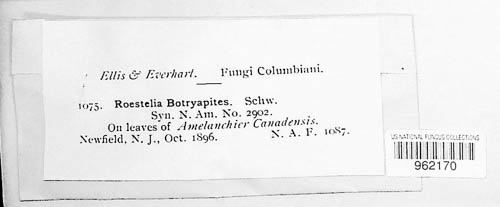 Ellis & Everhart. Fungi Columbiani.
1075. Roestelia Botryapites. Schw.
Syn. N. Am. No. 2902.
On leaves of Amelanchier Canadensis.
Newfield, N. J., Oct. 1896. N. A. F. 1087.
US NATIONAL FUNGUS COLLECTIONS
962170